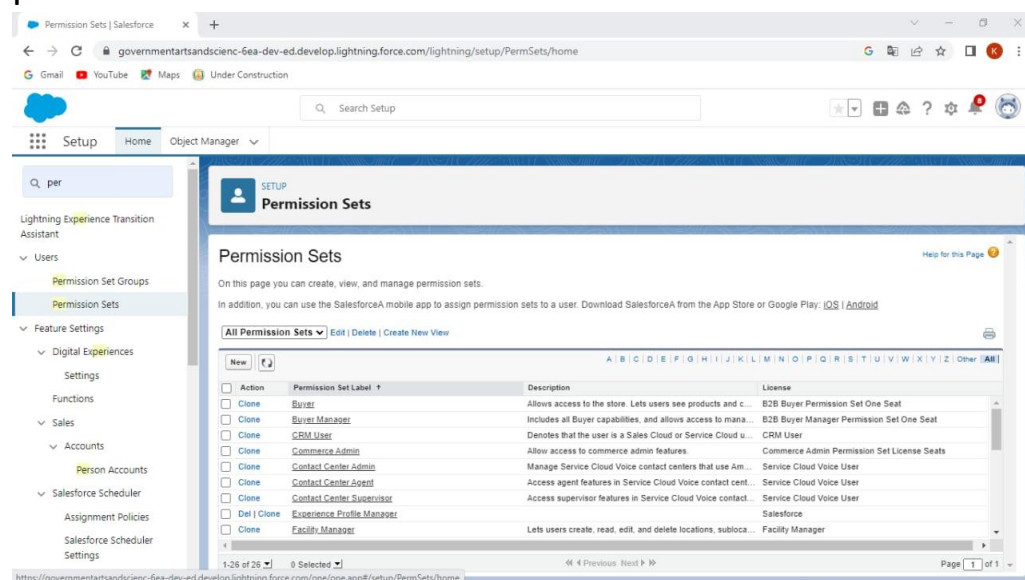 Permission Sets | Salesforce
governmentartsandscienc-6ea-dev-ed.develop.lightning.force.com/lightning/setup/PermSets/home
K
Gmail YouTube Maps Under Construction
Search Setup
Setup Home Object Manager
per
Lightning Experience Transition
Assistant
Users
Permission Set Groups
Permission Sets
Feature Settings
Digital Experiences
Settings
Functions
Sales
Accounts
Person Accounts
Salesforce Scheduler
Assignment Policies
Salesforce Scheduler
Settings
SETUP
Permission Sets
Permission Sets
Help for this Page
On this page you can create, view, and manage permission sets.
In addition, you can use the SalesforceA mobile app to assign permission sets to a user. Download SalesforceA from the App Store or Google Play: iOS | Android
All Permission Sets Edit | Delete | Create New View
New A | B | C | D | E | F | G | H | I | J | K | L | M | N | O | P | Q | R | S | T | U | V | W | X | Y | Z | Other All
Action Permission Set Label ↑ Description License
Clone Buyer Allows access to the store. Lets users see products and c... B2B Buyer Permission Set One Seat
Clone Buyer Manager Includes all Buyer capabilities, and allows access to mana... B2B Buyer Manager Permission Set One Seat
Clone CRM User Denotes that the user is a Sales Cloud or Service Cloud u... CRM User
Clone Commerce Admin Allow access to commerce admin features. Commerce Admin Permission Set License Seats
Clone Contact Center Admin Manage Service Cloud Voice contact centers that use Am... Service Cloud Voice User
Clone Contact Center Agent Access agent features in Service Cloud Voice contact cent... Service Cloud Voice User
Clone Contact Center Supervisor Access supervisor features in Service Cloud Voice contact... Service Cloud Voice User
Del | Clone Experience Profile Manager Salesforce
Clone Facility Manager Lets users create, read, edit, and delete locations, subloca... Facility Manager
1-26 of 26 0 Selected Previous Next Page 1 of 1
https://governmentartsandscienc-6ea-dev-ed.develop.lightning.force.com/one/one.app#/setup/PermSets/home